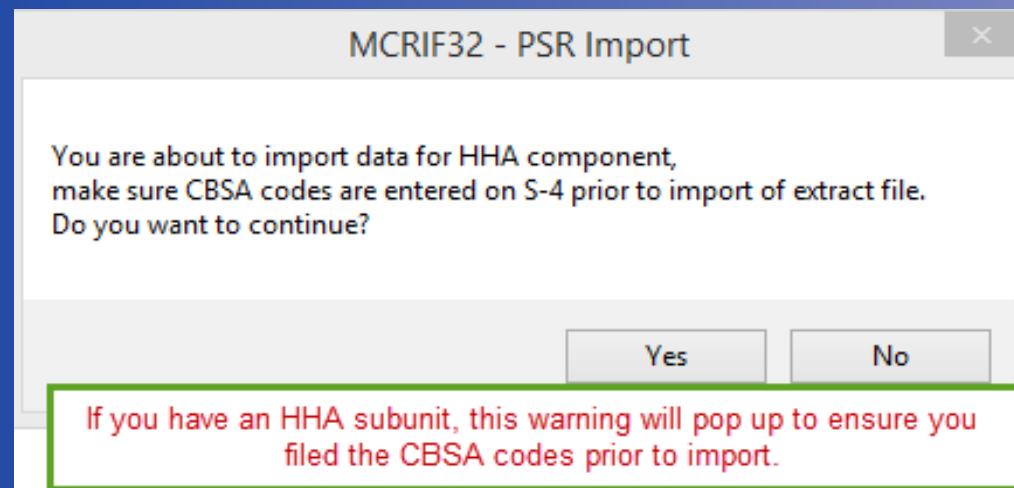 MCRIF32 - PSR Import
You are about to import data for HHA component,
make sure CBSA codes are entered on S-4 prior to import of extract file.
Do you want to continue?
Yes No
If you have an HHA subunit, this warning will pop up to ensure you
filed the CBSA codes prior to import.